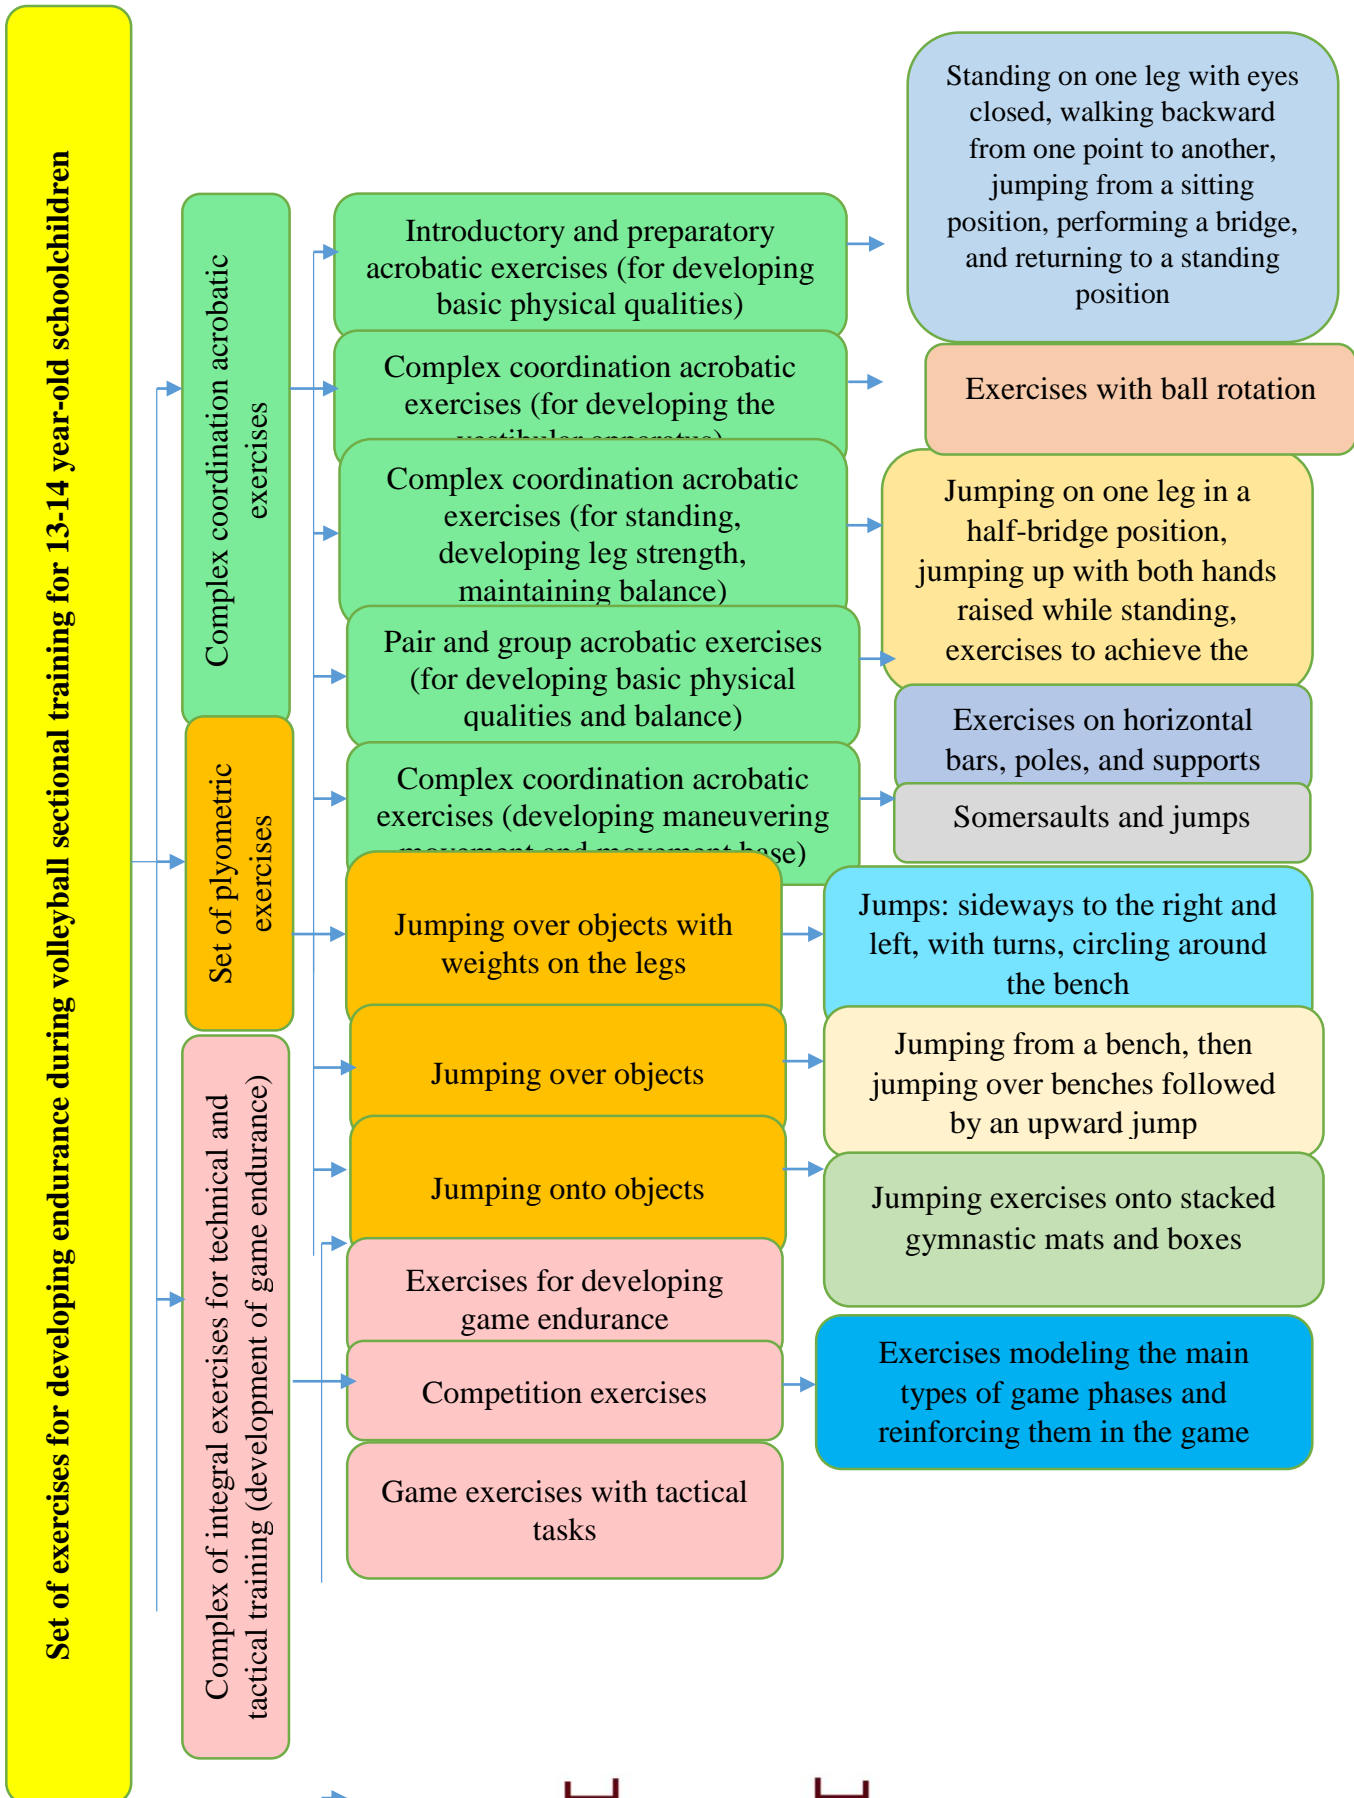 Set of exercises for developing endurance during volleyball sectional training for 13-14 year-old schoolchildren
Complex coordination acrobatic
exercises
Introductory and preparatory
acrobatic exercises (for developing
basic physical qualities)
Standing on one leg with eyes
closed, walking backward
from one point to another,
jumping from a sitting
position, performing a bridge,
and returning to a standing
position
Complex coordination acrobatic
exercises (for developing the
vestibular apparatus)
Exercises with ball rotation
Complex coordination acrobatic
exercises (for standing,
developing leg strength,
maintaining balance)
Jumping on one leg in a
half-bridge position,
jumping up with both hands
raised while standing,
exercises to achieve the
Pair and group acrobatic exercises
(for developing basic physical
qualities and balance)
Exercises on horizontal
bars, poles, and supports
Complex coordination acrobatic
exercises (developing maneuvering
movement and movement base)
Somersaults and jumps
Set of plyometric
exercises
Jumping over objects with
weights on the legs
Jumps: sideways to the right and
left, with turns, circling around
the bench
Jumping over objects
Jumping from a bench, then
jumping over benches followed
by an upward jump
Jumping onto objects
Jumping exercises onto stacked
gymnastic mats and boxes
Complex of integral exercises for technical and
tactical training (development of game endurance)
Exercises for developing
game endurance
Competition exercises
Exercises modeling the main
types of game phases and
reinforcing them in the game
Game exercises with tactical
tasks